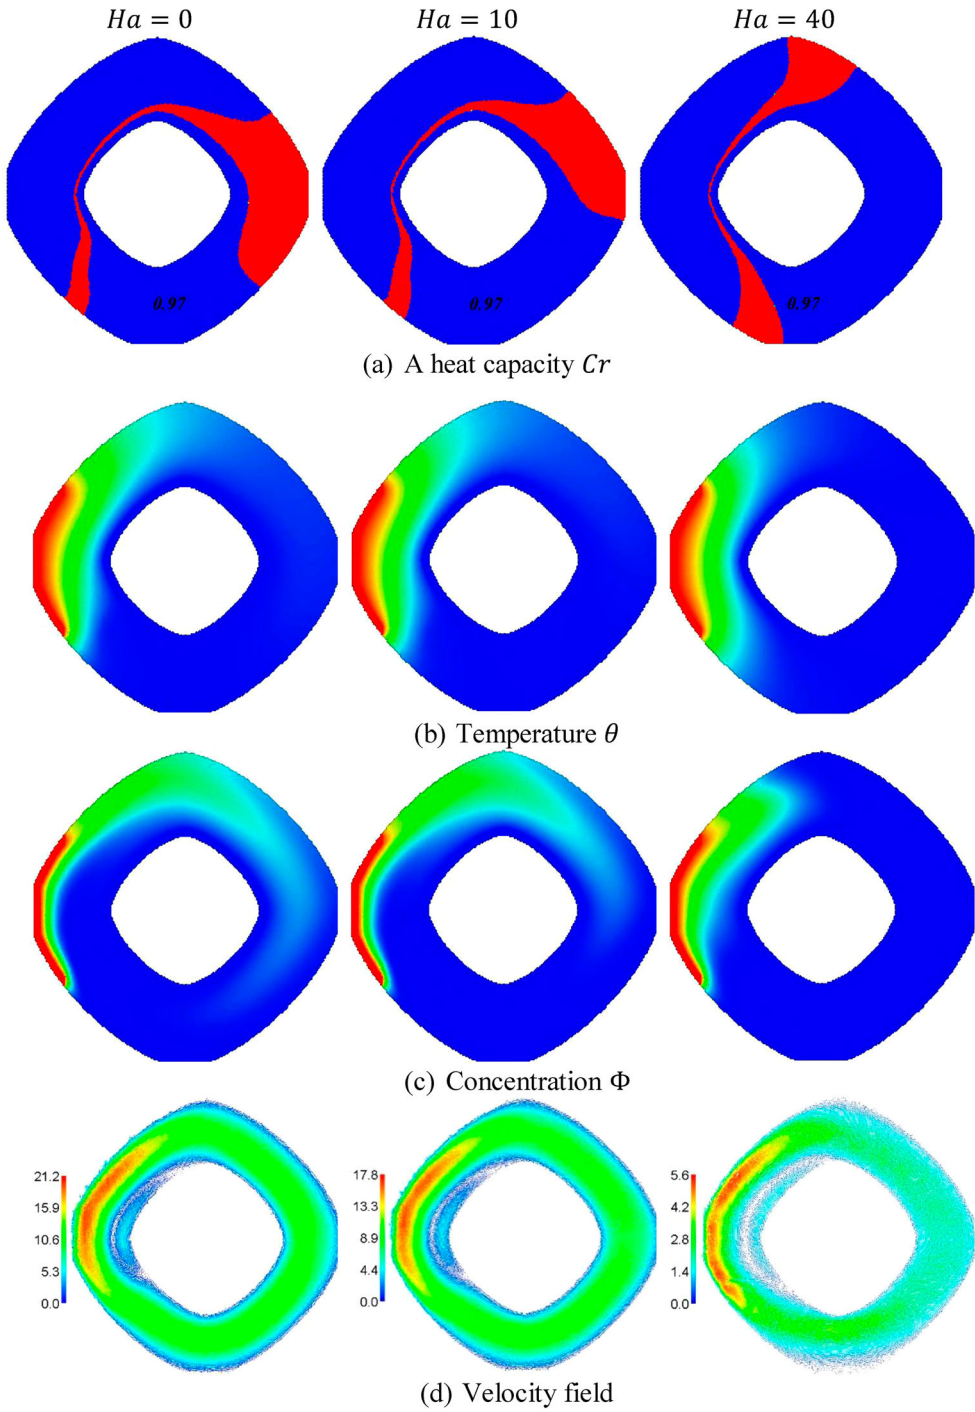 Ha = 0 Ha = 10 Ha = 40
0.97 0.97 0.97
(a) A heat capacity Cr
(b) Temperature θ
(c) Concentration Φ
21.2 17.8 5.6
15.9 13.3 4.2
10.6 8.9 2.8
5.3 4.4 1.4
0.0 0.0 0.0
(d) Velocity field